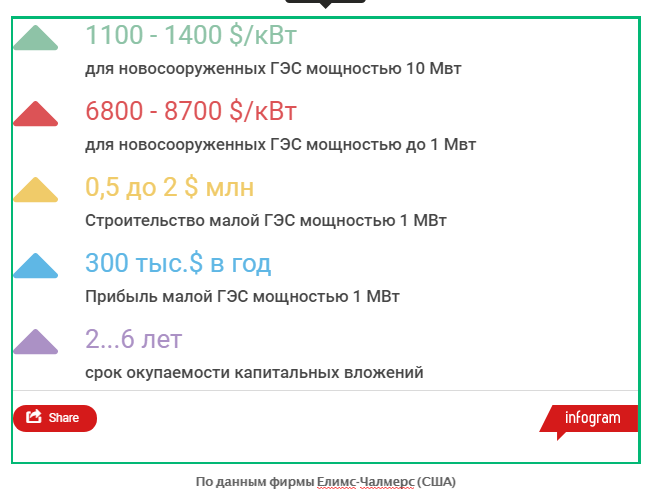 1100 - 1400 $/кВт
для новосооруженных ГЭС мощностью 10 Мвт
6800 - 8700 $/кВт
для новосооруженных ГЭС мощностью до 1 Мвт
0,5 до 2 $ млн
Строительство малой ГЭС мощностью 1 МВт
300 тыс.$ в год
Прибыль малой ГЭС мощностью 1 МВт
2...6 лет
срок окупаемости капитальных вложений
Share
infogram
По данным фирмы Елимс-Чалмерс (США)